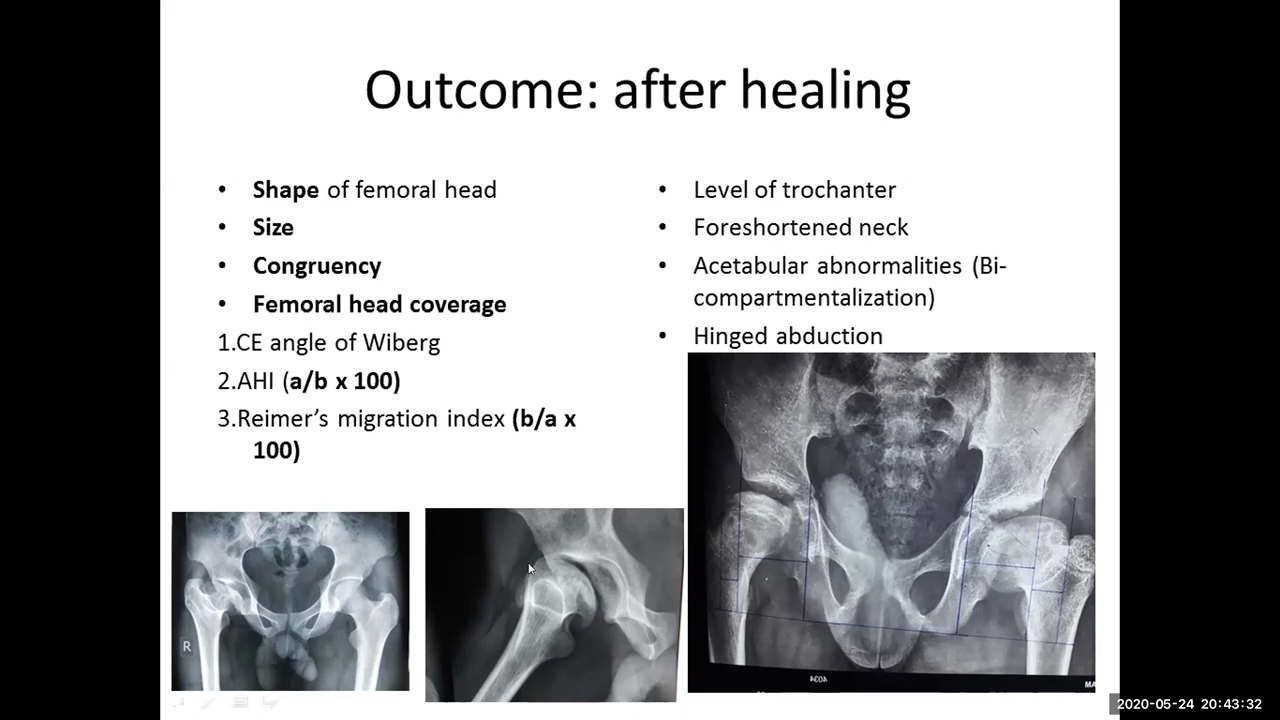 Outcome: after healing
• Shape of femoral head
• Size
• Congruency
• Femoral head coverage
1.CE angle of Wiberg
2.AHI (a/b x 100)
3.Reimer's migration index (b/a x
100)
• Level of trochanter
• Foreshortened neck
• Acetabular abnormalities (Bi-
compartmentalization)
• Hinged abduction
R
4034
MA
2020-05-24 20:43:32